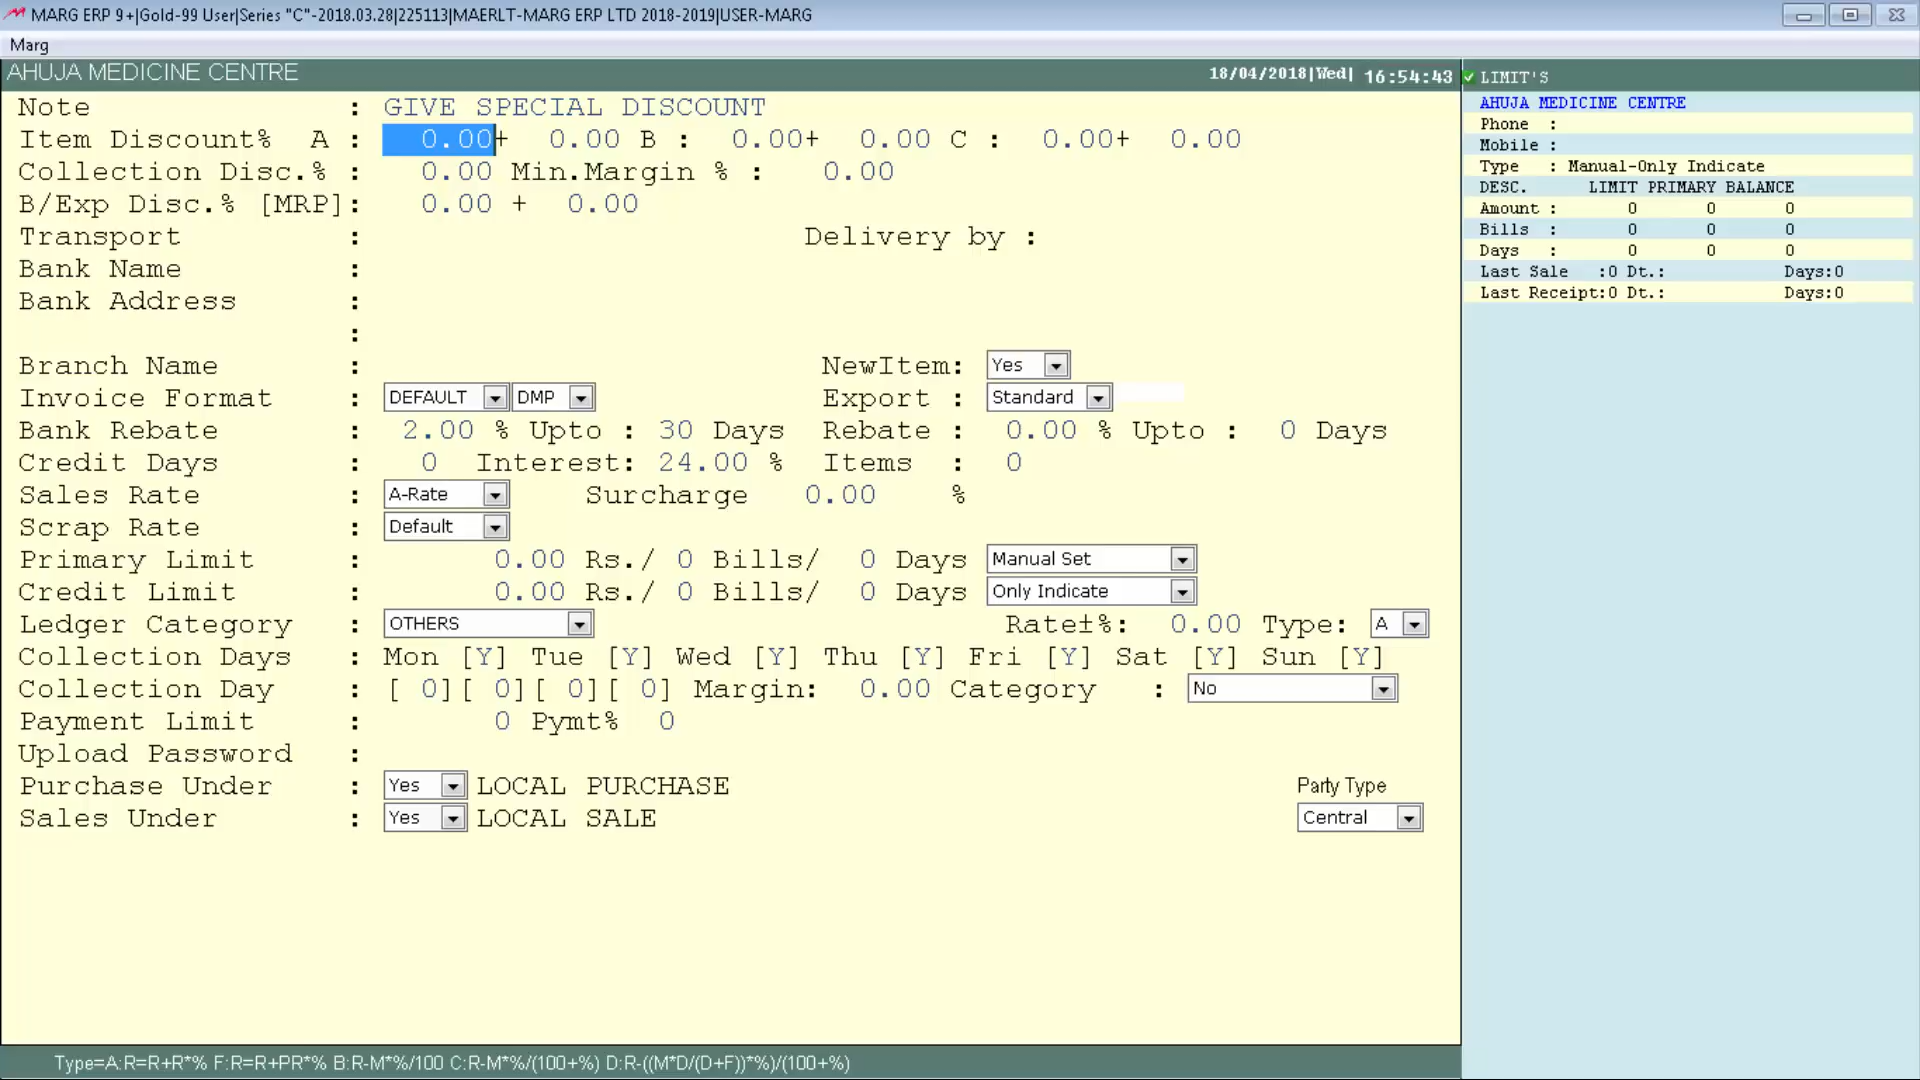 MARG ERP 9+|Gold-99 User|Series "C"-2018.03.28|225113|MAERLT-MARG ERP LTD 2018-2019|USER-MARG
Marg
AHUJA MEDICINE CENTRE 18/04/2018|Wed| 16:54:43
Note : GIVE SPECIAL DISCOUNT
Item Discount% A : 0.00+ 0.00 B : 0.00+ 0.00 C : 0.00+ 0.00
Collection Disc.% : 0.00 Min.Margin % : 0.00
B/Exp Disc.% [MRP]: 0.00 + 0.00
Transport : Delivery by :
Bank Name :
Bank Address :
:
Branch Name : NewItem: Yes
Invoice Format : DEFAULT DMP Export : Standard
Bank Rebate : 2.00 % Upto : 30 Days Rebate : 0.00 % Upto : 0 Days
Credit Days : 0 Interest: 24.00 % Items : 0
Sales Rate : A-Rate Surcharge 0.00 %
Scrap Rate : Default
Primary Limit : 0.00 Rs./ 0 Bills/ 0 Days Manual Set
Credit Limit : 0.00 Rs./ 0 Bills/ 0 Days Only Indicate
Ledger Category : OTHERS Rate±%: 0.00 Type: A
Collection Days : Mon [Y] Tue [Y] Wed [Y] Thu [Y] Fri [Y] Sat [Y] Sun [Y]
Collection Day : [ 0][ 0][ 0][ 0] Margin: 0.00 Category : No
Payment Limit : 0 Pymt% 0
Upload Password :
Purchase Under : Yes LOCAL PURCHASE Party Type
Sales Under : Yes LOCAL SALE Central
Type=A:R=R+R*% F:R=R+PR*% B:R-M*%/100 C:R-M*%/(100+%) D:R-((M*D/(D+F))*%)/(100+%)
LIMIT'S
AHUJA MEDICINE CENTRE
Phone :
Mobile :
Type : Manual-Only Indicate
DESC. LIMIT PRIMARY BALANCE
Amount : 0 0 0
Bills : 0 0 0
Days : 0 0 0
Last Sale :0 Dt.: Days:0
Last Receipt:0 Dt.: Days:0